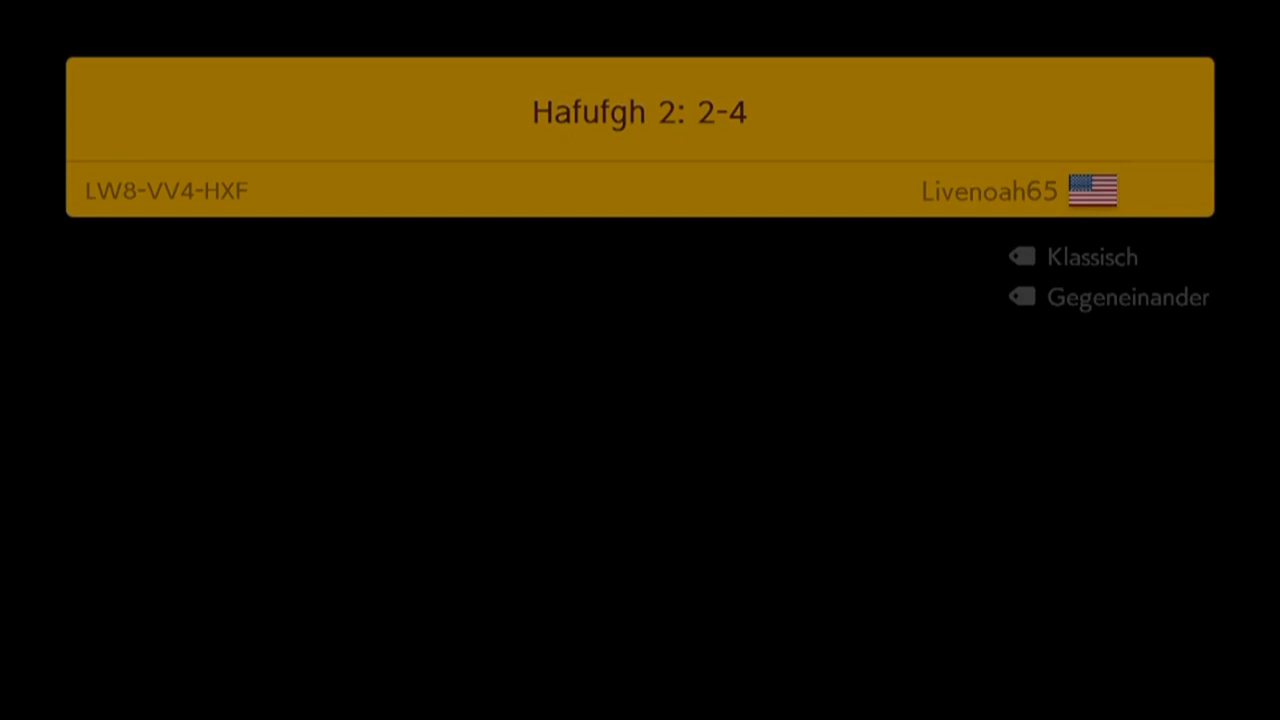 Hafufgh 2: 2-4
LW8-VV4-HXF
Livenoah65
Klassisch
Gegeneinander